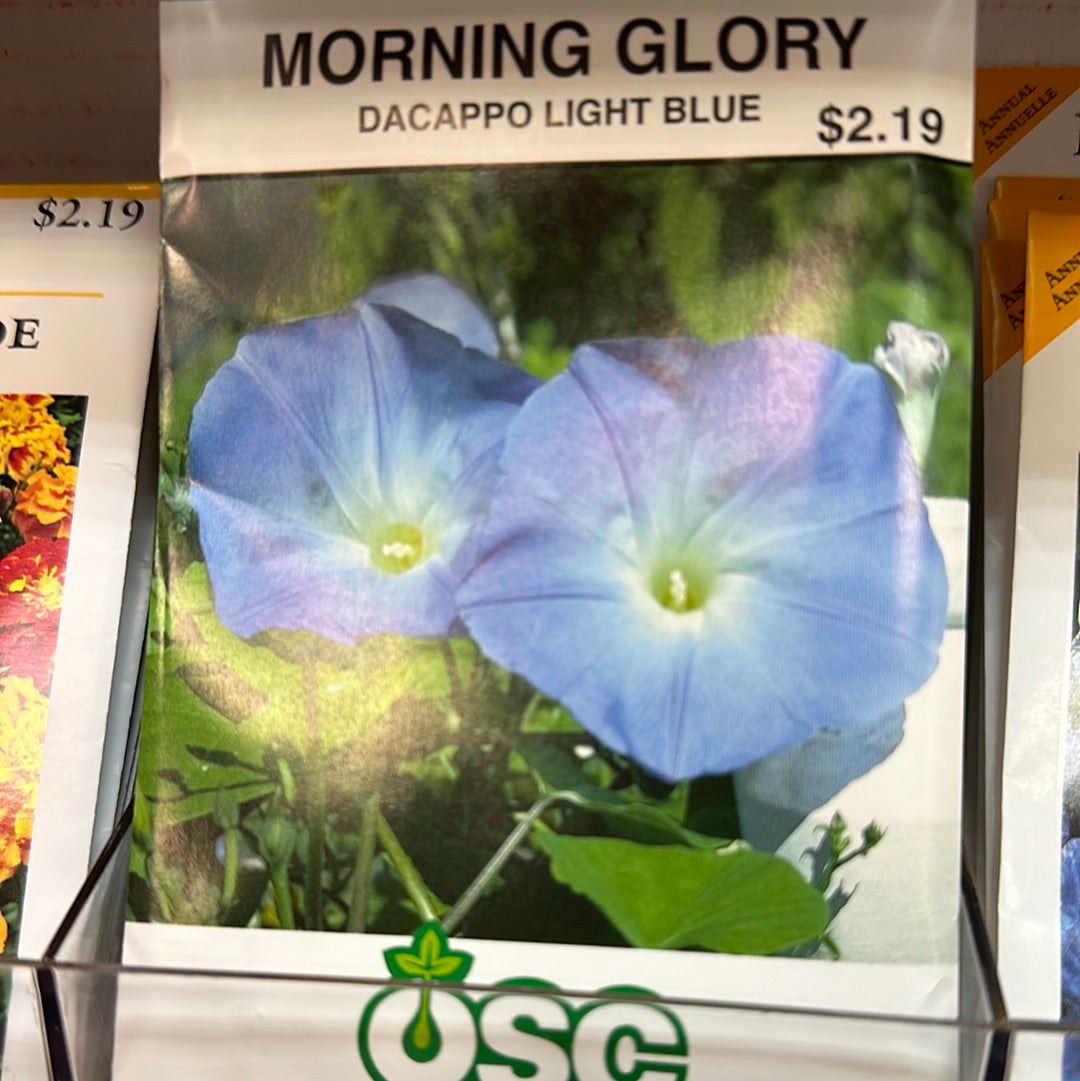 MORNING GLORY
DACAPPO LIGHT BLUE
$2.19
$2.19
DE
ANNUAL
ANNUELLE
OSC